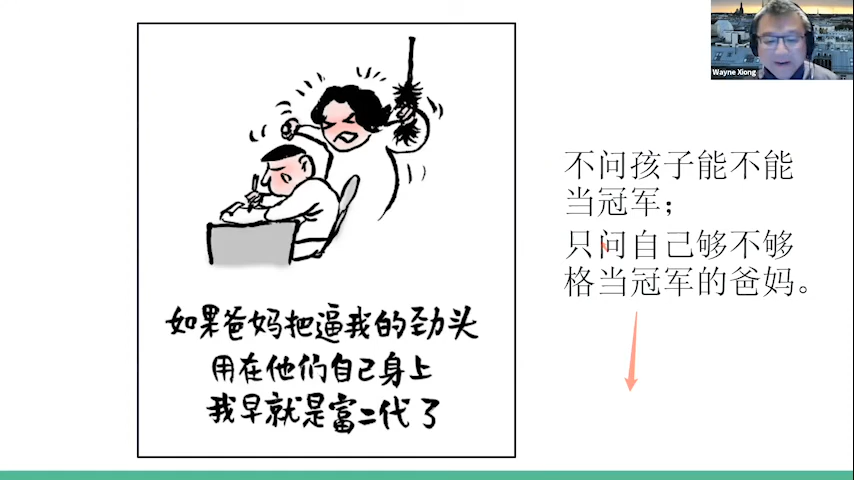 Wayne Xiong
不问孩子能不能
当冠军；
只问自己够不够
格当冠军的爸妈。
如果爸妈把逼我的劲头
用在他们自己身上
我早就是富二代了